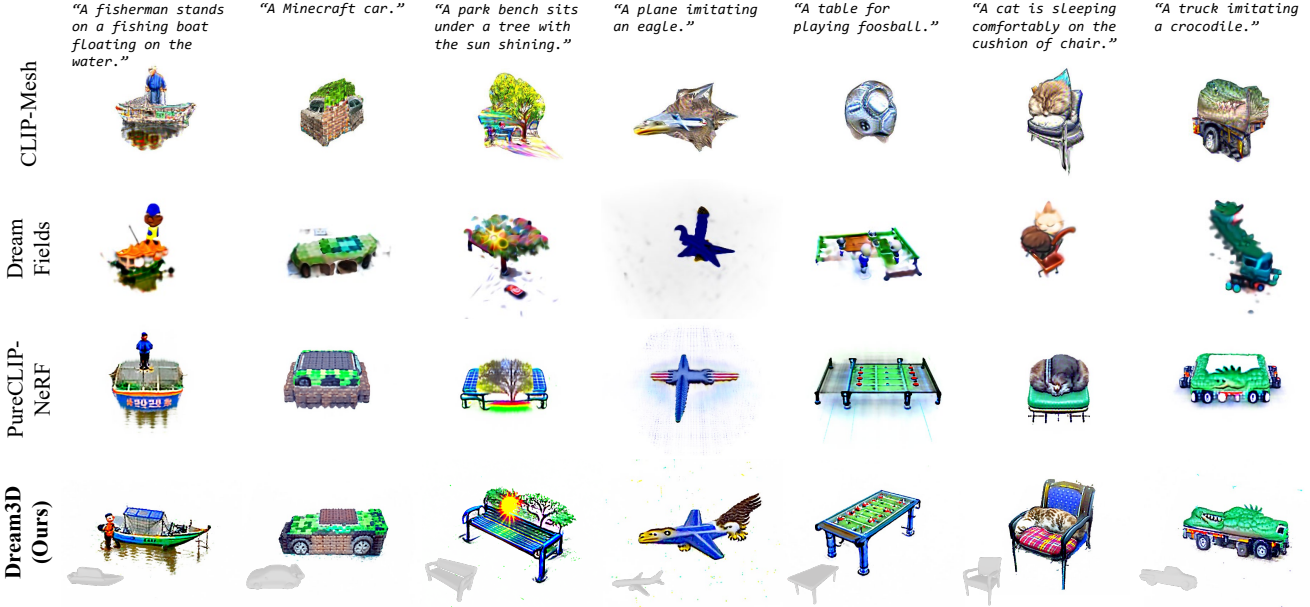 “A fisherman stands
on a fishing boat
floating on the
water.”
“A Minecraft car.”
“A park bench sits
under a tree with
the sun shining.”
“A plane imitating
an eagle.”
“A table for
playing foosball.”
“A cat is sleeping
comfortably on the
cushion of chair.”
“A truck imitating
a crocodile.”
CLIP-Mesh
Dream
Fields
PureCLIP-
NeRF
Dream3D
(Ours)